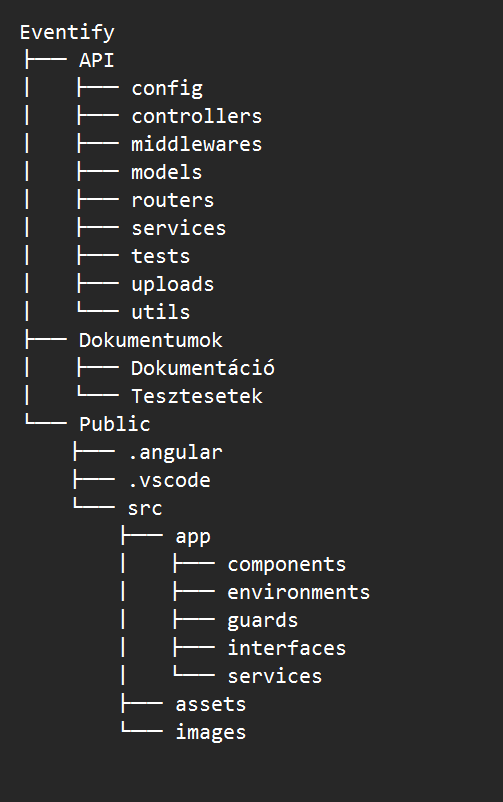 Eventify
├── API
│   ├── config
│   ├── controllers
│   ├── middlewares
│   ├── models
│   ├── routers
│   ├── services
│   ├── tests
│   ├── uploads
│   └── utils
├── Dokumentumok
│   ├── Dokumentáció
│   └── Tesztesetek
└── Public
    ├── .angular
    ├── .vscode
    └── src
        ├── app
        │   ├── components
        │   ├── environments
        │   ├── guards
        │   ├── interfaces
        │   └── services
        ├── assets
        └── images